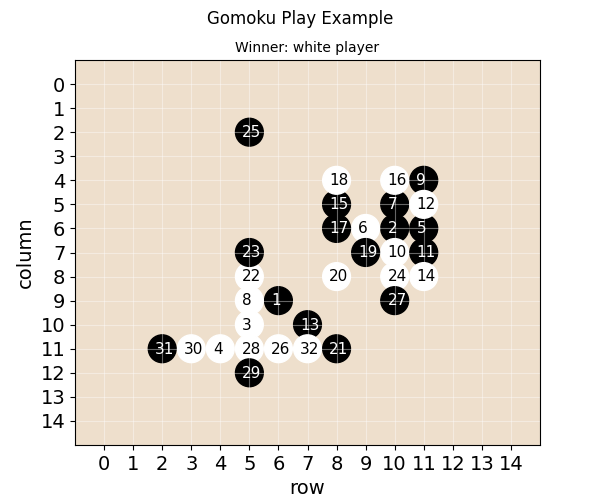 Gomoku Play Example
Winner: white player
0
1
2 25
3
4 18 16 9
5 15 7 12
6 17 6 2 5
7 23 19 10 11
8 22 20 24 14
9 8 1 27
10 3 13
11 31 30 4 28 26 32 21
12 29
13
14
column
0 1 2 3 4 5 6 7 8 9 10 11 12 13 14
row